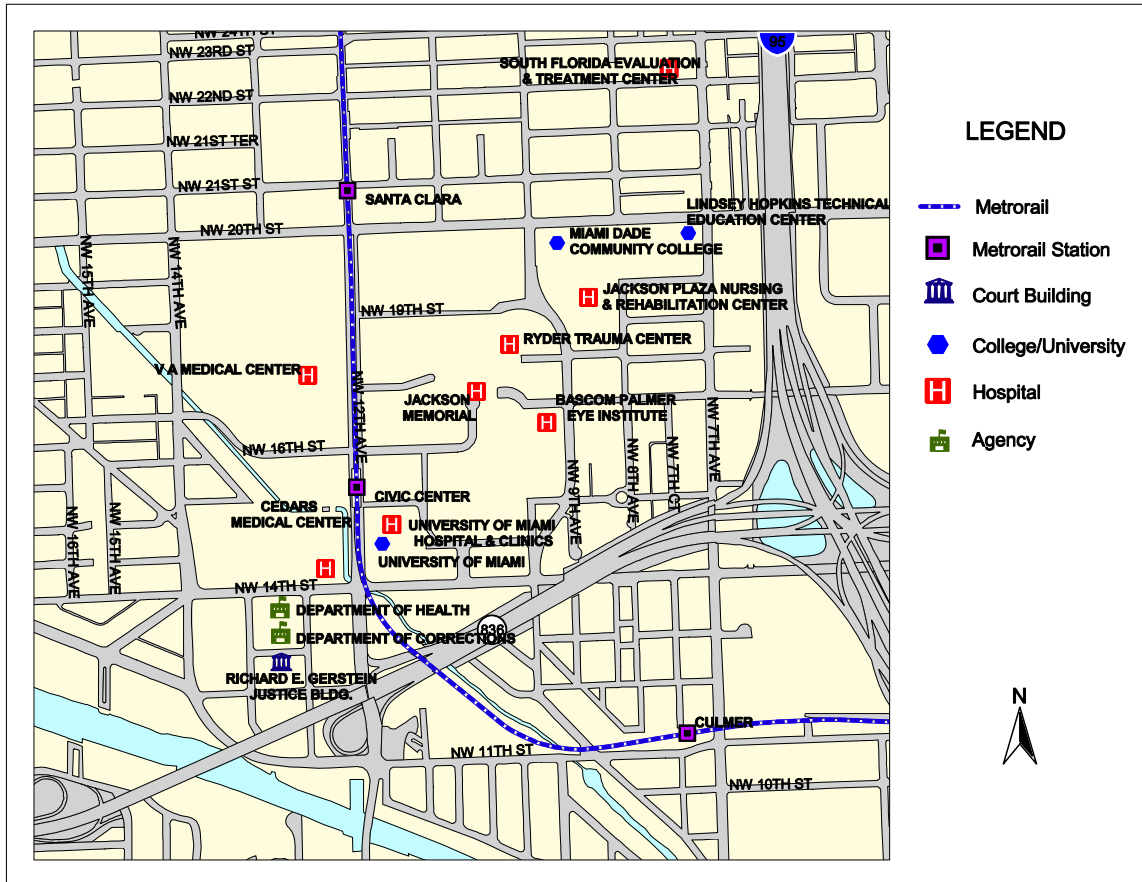 NW 24TH ST
NW 23RD ST
95
SOUTH FLORIDA EVALUATION
& TREATMENT CENTER
NW 22ND ST
NW 21ST TER
NW 21ST ST
SANTA CLARA
LINDSEY HOPKINS TECHNICAL
EDUCATION CENTER
NW 20TH ST
MIAMI DADE
COMMUNITY COLLEGE
NW 15TH AVE
NW 14TH AVE
H
JACKSON PLAZA NURSING
& REHABILITATION CENTER
NW 19TH ST
H
RYDER TRAUMA CENTER
H
V A MEDICAL CENTER
H
NW 12TH AVE
JACKSON
MEMORIAL
H
BASCOM PALMER
EYE INSTITUTE
H
NW 16TH ST
NW 9TH AVE
NW 8TH AVE
NW 7TH CT
NW 7TH AVE
CIVIC CENTER
CEDARS
MEDICAL CENTER
H
UNIVERSITY OF MIAMI
HOSPITAL & CLINICS
UNIVERSITY OF MIAMI
H
NW 16TH AVE
NW 15TH AVE
NW 14TH ST
DEPARTMENT OF HEALTH
DEPARTMENT OF CORRECTIONS
836
RICHARD E. GERSTEIN
JUSTICE BLDG.
CULMER
NW 11TH ST
NW 10TH ST
H
LEGEND
Metrorail
Metrorail Station
Court Building
College/University
H
Hospital
Agency
N